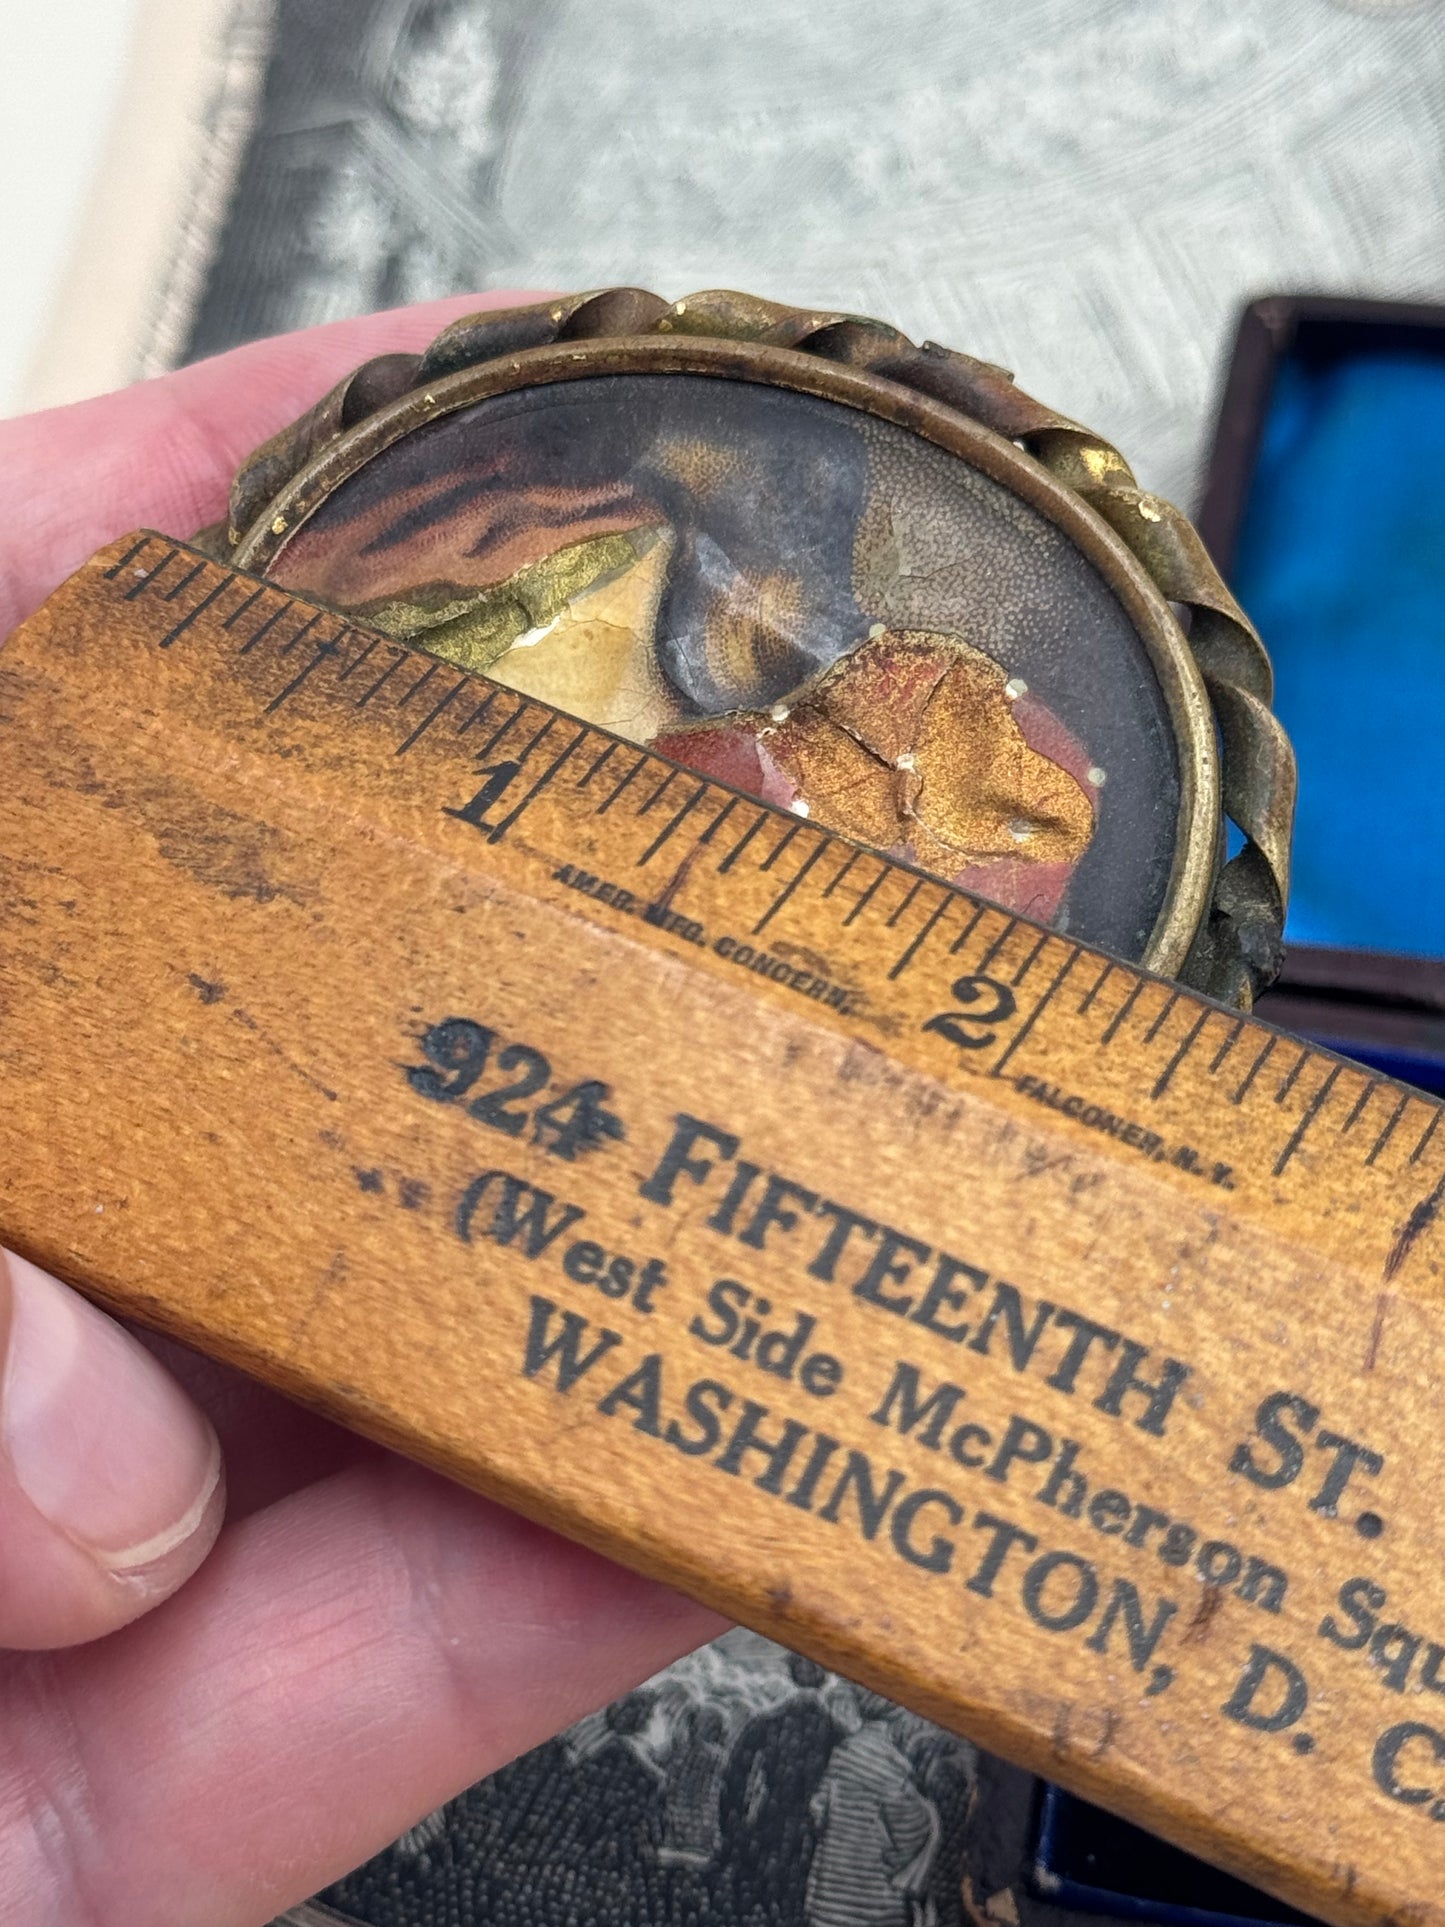 1 2
AMER. MFG. CONCERN, FALCONER, N. Y.
924 FIFTEENTH ST.
(West Side McPherson Squ
WASHINGTON, D. C.